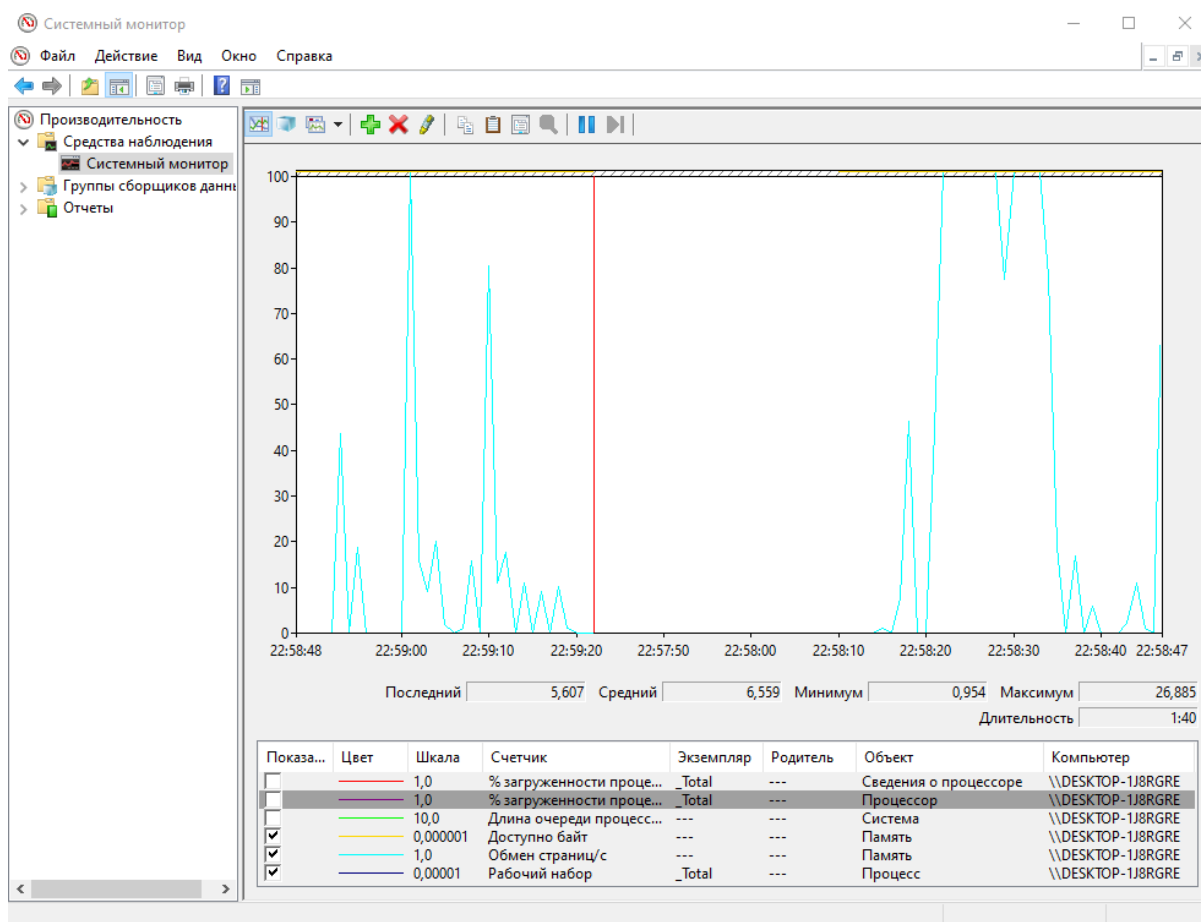 Системный монитор
Файл Действие Вид Окно Справка
Производительность
Средства наблюдения
Системный монитор
Группы сборщиков даннь
Отчеты
100
90
80
70
60
50
40
30
20
10
0
22:58:48 22:59:00 22:59:10 22:59:20 22:57:50 22:58:00 22:58:10 22:58:20 22:58:30 22:58:40 22:58:47
Последний 5,607 Средний 6,559 Минимум 0,954 Максимум 26,885
Длительность 1:40
Показа... Цвет Шкала Счетчик Экземпляр Родитель Объект Компьютер
1,0 % загруженности проце... _Total --- Сведения о процессоре \\DESKTOP-1J8RGRE
1,0 % загруженности проце... _Total --- Процессор \\DESKTOP-1J8RGRE
10,0 Длина очереди процесс... --- --- Система \\DESKTOP-1J8RGRE
0,000001 Доступно байт --- --- Память \\DESKTOP-1J8RGRE
1,0 Обмен страниц/с --- --- Память \\DESKTOP-1J8RGRE
0,00001 Рабочий набор _Total --- Процесс \\DESKTOP-1J8RGRE